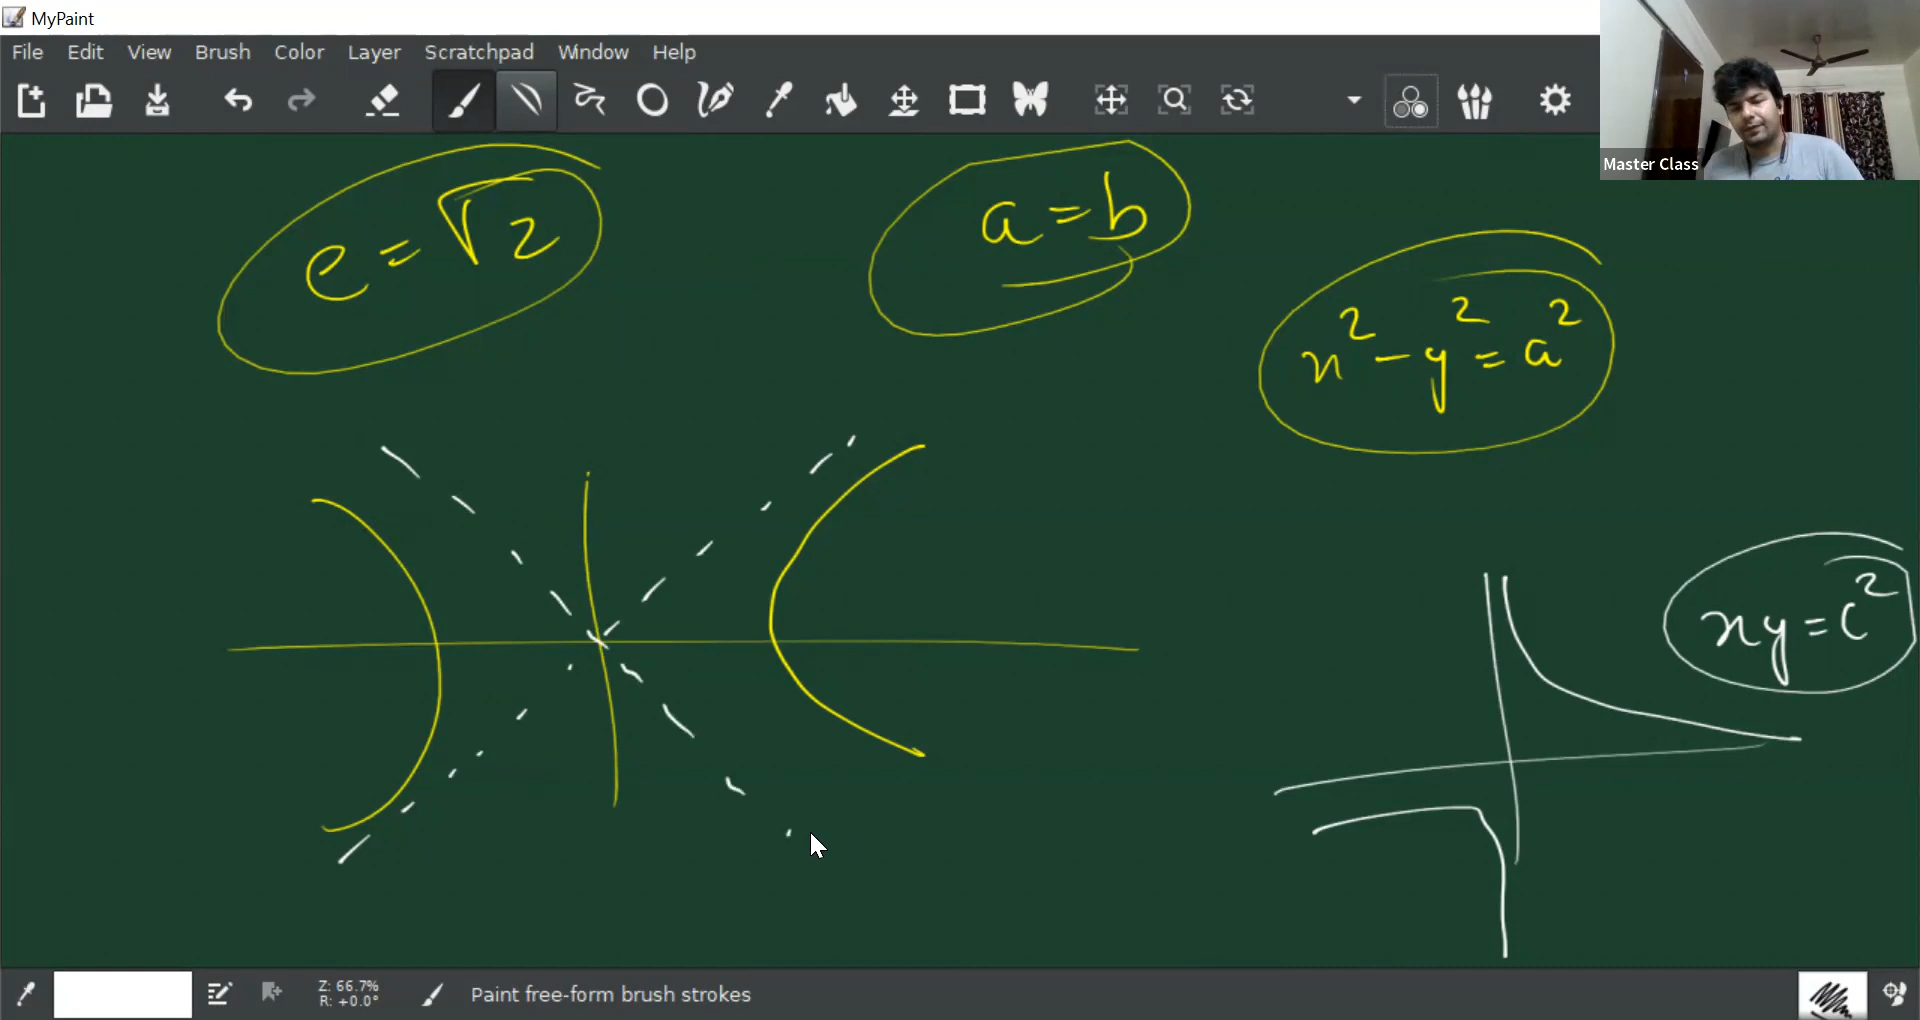 MyPaint
File Edit View Brush Color Layer Scratchpad Window Help
Master Class
e = √2
a = b
x² - y² = a²
xy = c²
Z: 66.7%
R: +0.0°
Paint free-form brush strokes